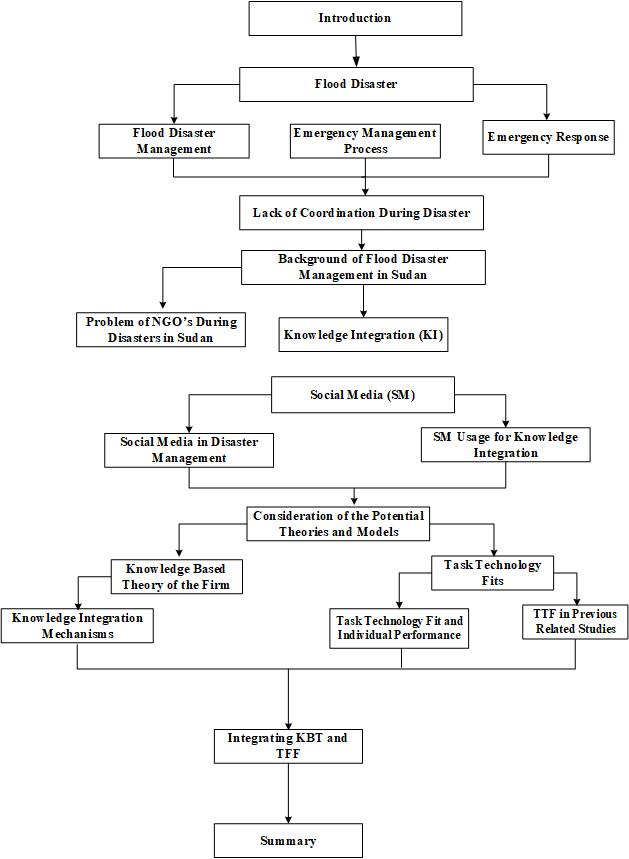 Introduction
Flood Disaster
Flood Disaster
Management
Emergency Management
Process
Emergency Response
Lack of Coordination During Disaster
Background of Flood Disaster
Management in Sudan
Problem of NGO's During
Disasters in Sudan
Knowledge Integration (KI)
Social Media (SM)
Social Media in Disaster
Management
SM Usage for Knowledge
Integration
Consideration of the Potential
Theories and Models
Knowledge Based
Theory of the Firm
Task Technology
Fits
Knowledge Integration
Mechanisms
Task Technology Fit and
Individual Performance
TTF in Previous
Related Studies
Integrating KBT and
TFF
Summary